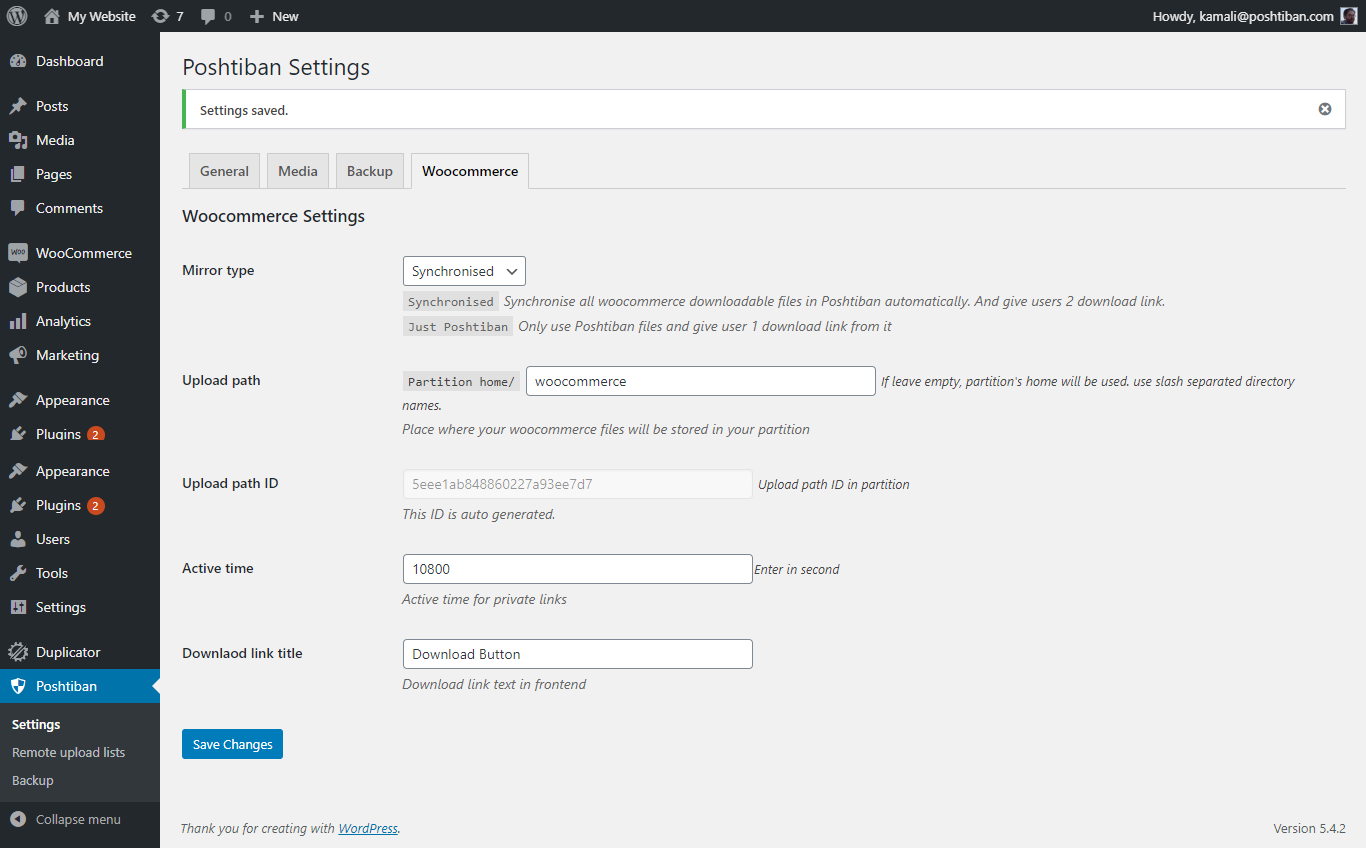 My Website 7 0 New Howdy, kamali@poshtiban.com
Dashboard
Posts
Media
Pages
Comments
WooCommerce
Products
Analytics
Marketing
Appearance
Plugins 2
Appearance
Plugins 2
Users
Tools
Settings
Duplicator
Poshtiban
Settings
Remote upload lists
Backup
Collapse menu
Poshtiban Settings
Settings saved.
General Media Backup Woocommerce
Woocommerce Settings
Mirror type
Synchronised
Synchronised Synchronise all woocommerce downloadable files in Poshtiban automatically. And give users 2 download link.
Just Poshtiban Only use Poshtiban files and give user 1 download link from it
Upload path
Partition home/ woocommerce If leave empty, partition's home will be used. use slash separated directory
names.
Place where your woocommerce files will be stored in your partition
Upload path ID
5eee1ab848860227a93ee7d7 Upload path ID in partition
This ID is auto generated.
Active time
10800 Enter in second
Active time for private links
Downlaod link title
Download Button
Download link text in frontend
Save Changes
Thank you for creating with WordPress.
Version 5.4.2